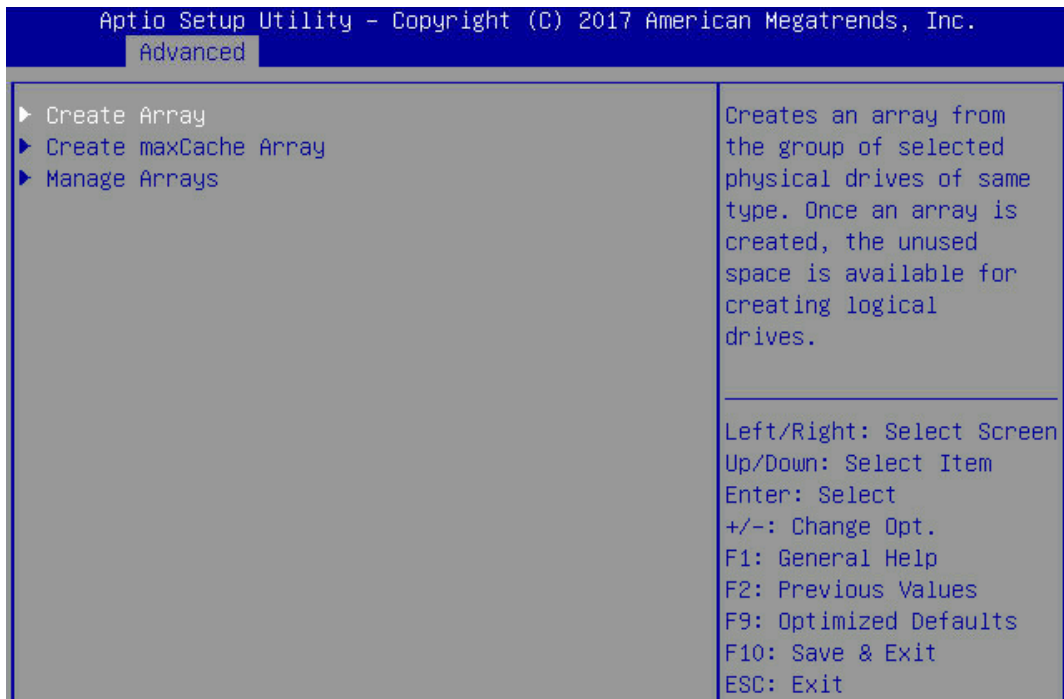 Aptio Setup Utility – Copyright (C) 2017 American Megatrends, Inc.
Advanced
Create Array
Create maxCache Array
Manage Arrays
Creates an array from
the group of selected
physical drives of same
type. Once an array is
created, the unused
space is available for
creating logical
drives.
Left/Right: Select Screen
Up/Down: Select Item
Enter: Select
+/-: Change Opt.
F1: General Help
F2: Previous Values
F9: Optimized Defaults
F10: Save & Exit
ESC: Exit